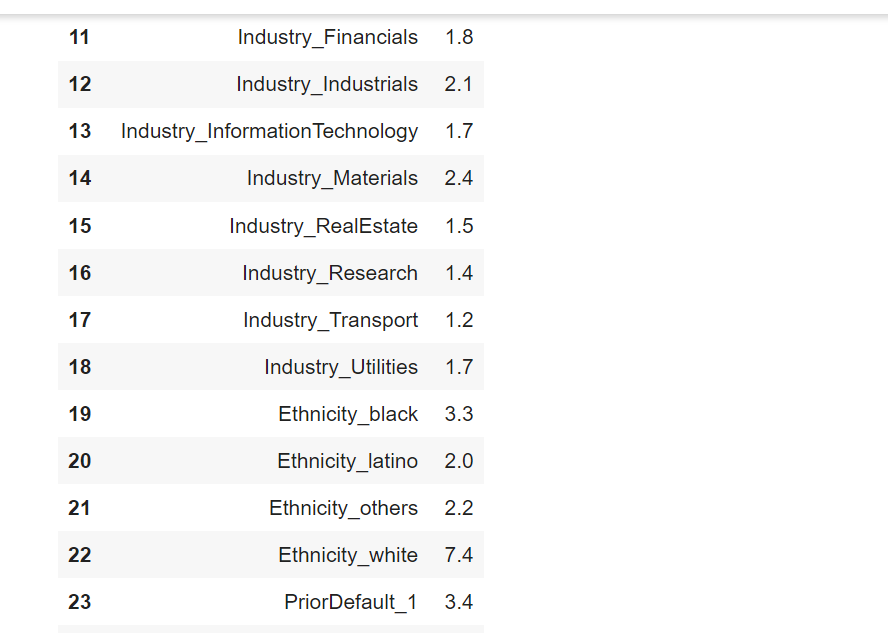 11 Industry_Financials 1.8
12 Industry_Industrials 2.1
13 Industry_InformationTechnology 1.7
14 Industry_Materials 2.4
15 Industry_RealEstate 1.5
16 Industry_Research 1.4
17 Industry_Transport 1.2
18 Industry_Utilities 1.7
19 Ethnicity_black 3.3
20 Ethnicity_latino 2.0
21 Ethnicity_others 2.2
22 Ethnicity_white 7.4
23 PriorDefault_1 3.4